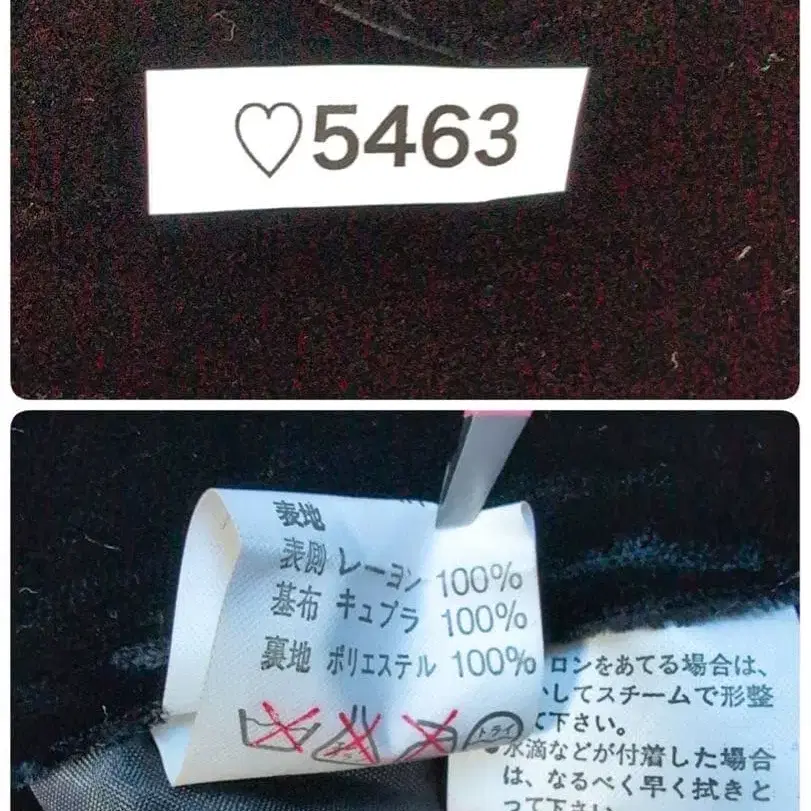 ♡5463
表地
表側 レーヨン 100%
基布 キュプラ 100%
裏地 ポリエステル 100%
ドライ
ロンをあてる場合は、
してスチームで形整
て下さい。
●水滴などが付着した場合
は、なるべく早く拭きと
って下さい